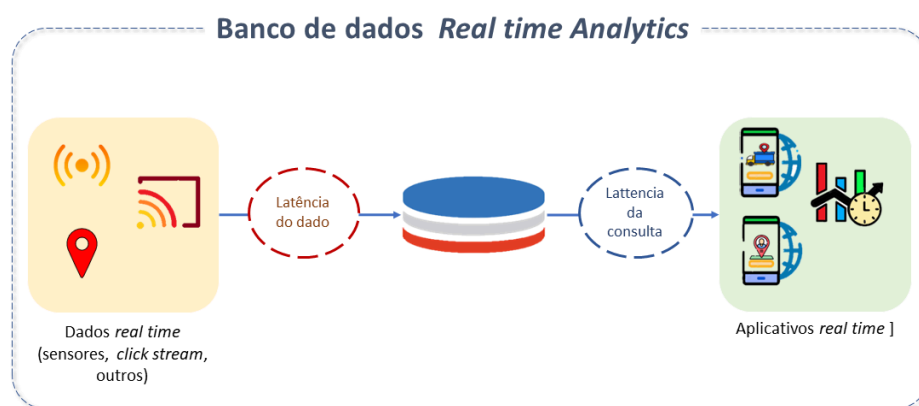 Banco de dados Real time Analytics
Latência
do dado
Lattencia
da
consulta
Dados real time
(sensores, click stream,
outros)
Aplicativos real time ]